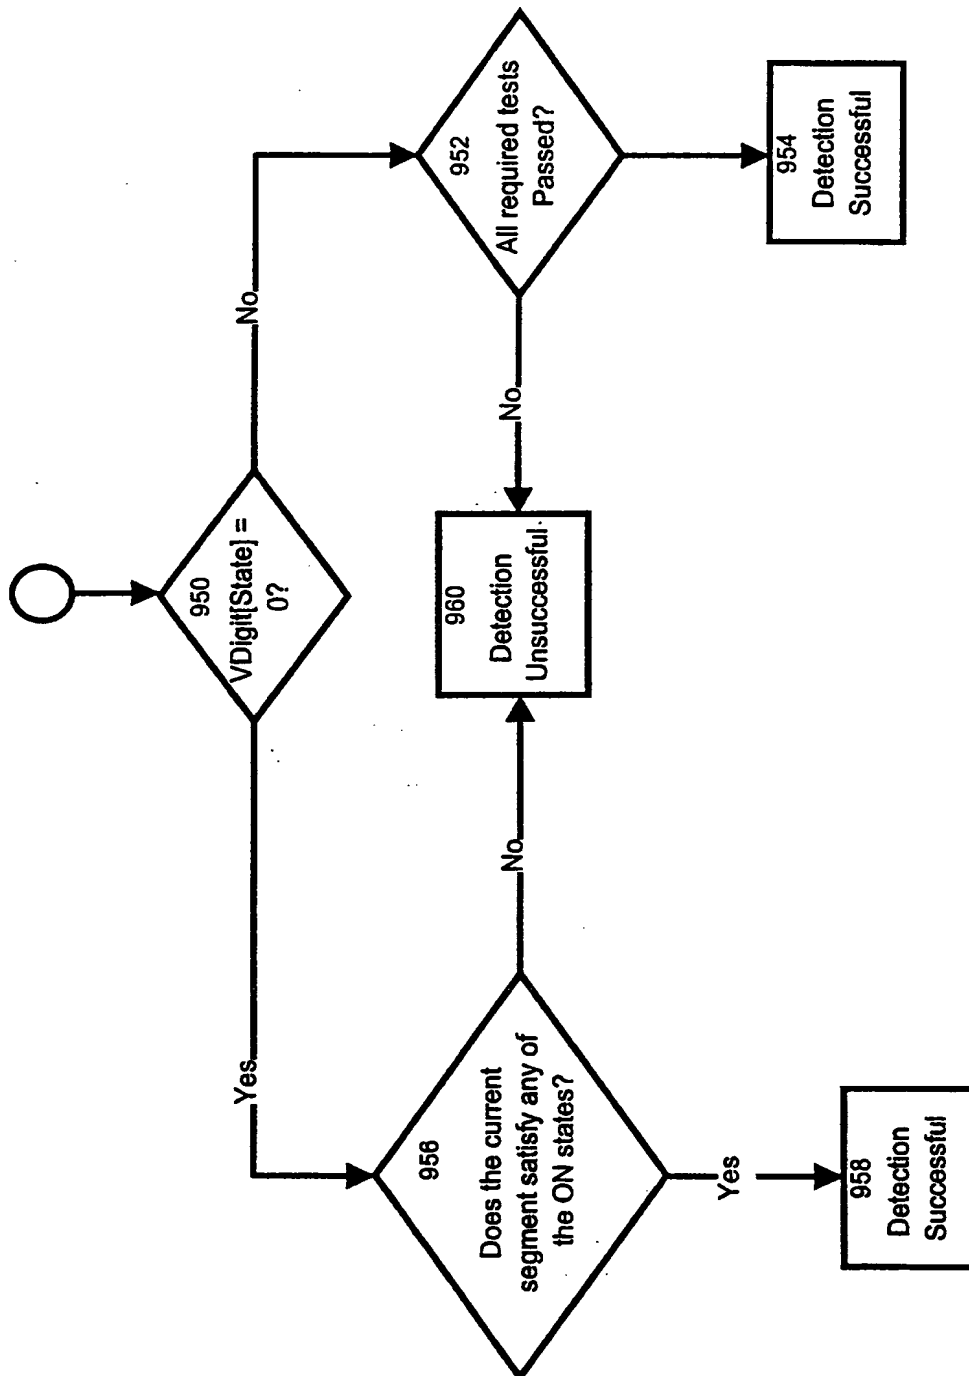 950
VDigit[State] =
0?
Yes
No
956
Does the current
segment satisfy any of
the ON states?
No
960
Detection
Unsuccessful
No
952
All required tests
Passed?
Yes
958
Detection
Successful
954
Detection
Successful